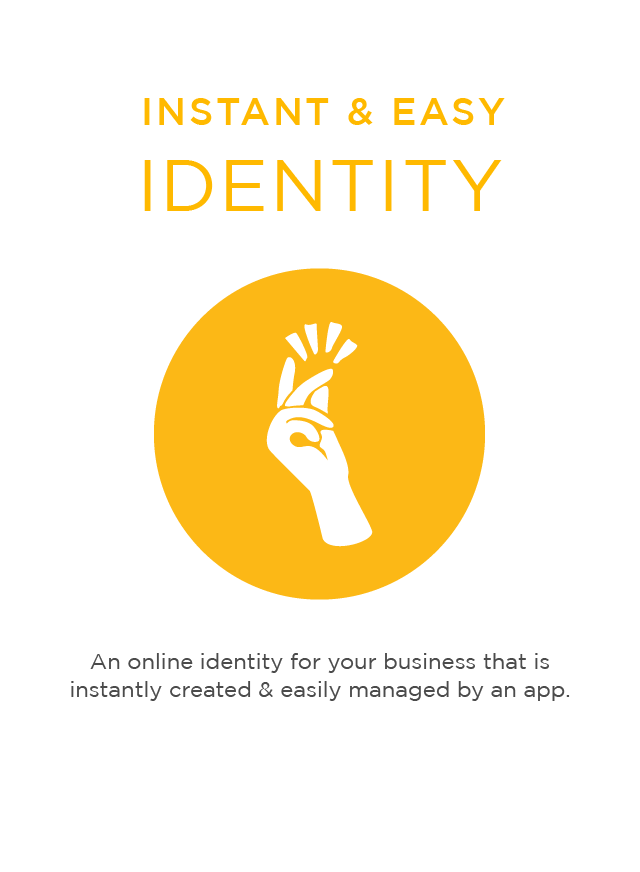 INSTANT & EASY
IDENTITY
An online identity for your business that is
instantly created & easily managed by an app.